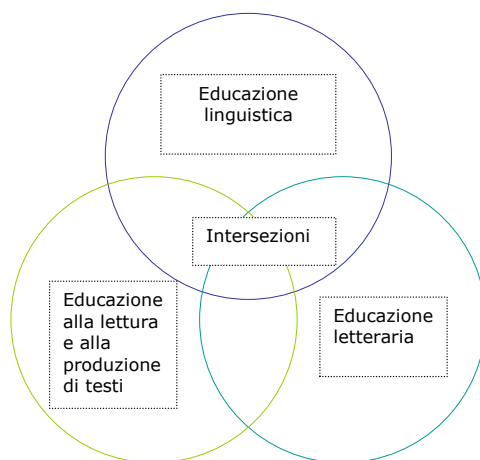 Educazione
linguistica
Intersezioni
Educazione
alla lettura
e alla
produzione
di testi
Educazione
letteraria